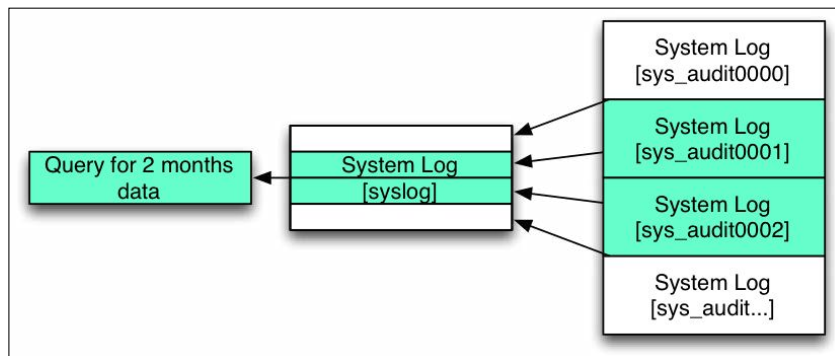 Query for 2 months
data
System Log
[syslog]
System Log
[sys_audit0000]
System Log
[sys_audit0001]
System Log
[sys_audit0002]
System Log
[sys_audit...]